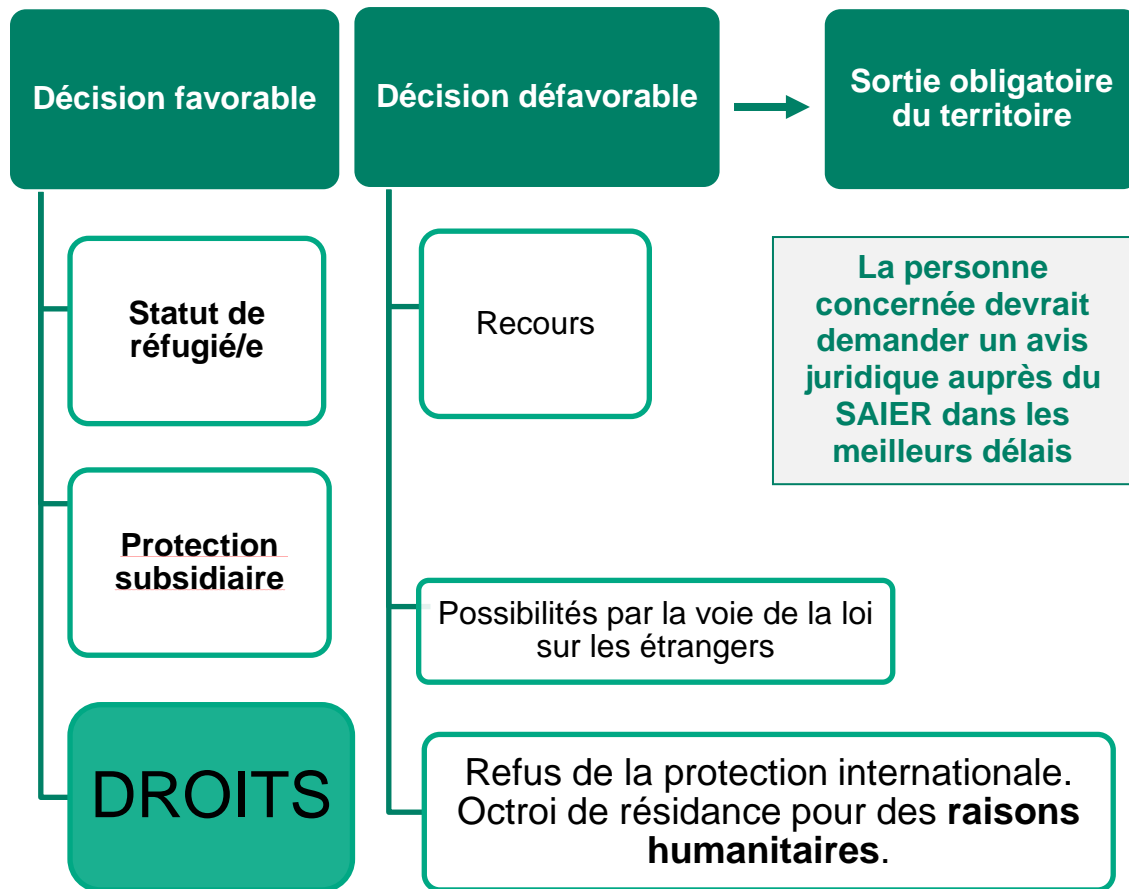 Décision favorable
Décision défavorable
Sortie obligatoire
du territoire
Statut de
réfugié/e
Recours
La personne
concernée devrait
demander un avis
juridique auprès du
SAIER dans les
meilleurs délais
Protection
subsidiaire
Possibilités par la voie de la loi
sur les étrangers
DROITS
Refus de la protection internationale.
Octroi de résidance pour des raisons
humanitaires.